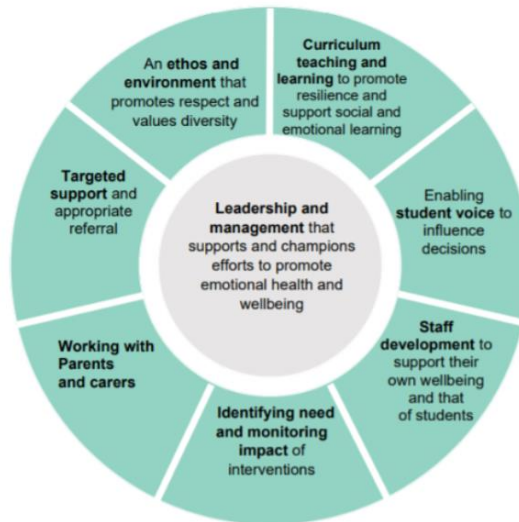 An ethos and
environment that
promotes respect and
values diversity
Curriculum
teaching and
learning to promote
resilience and
support social and
emotional learning
Enabling
student voice to
influence
decisions
Staff
development to
support their
own wellbeing
and that
of students
Identifying need
and monitoring
impact of
interventions
Working with
Parents
and carers
Targeted
support and
appropriate
referral
Leadership and
management that
supports and champions
efforts to promote
emotional health and
wellbeing